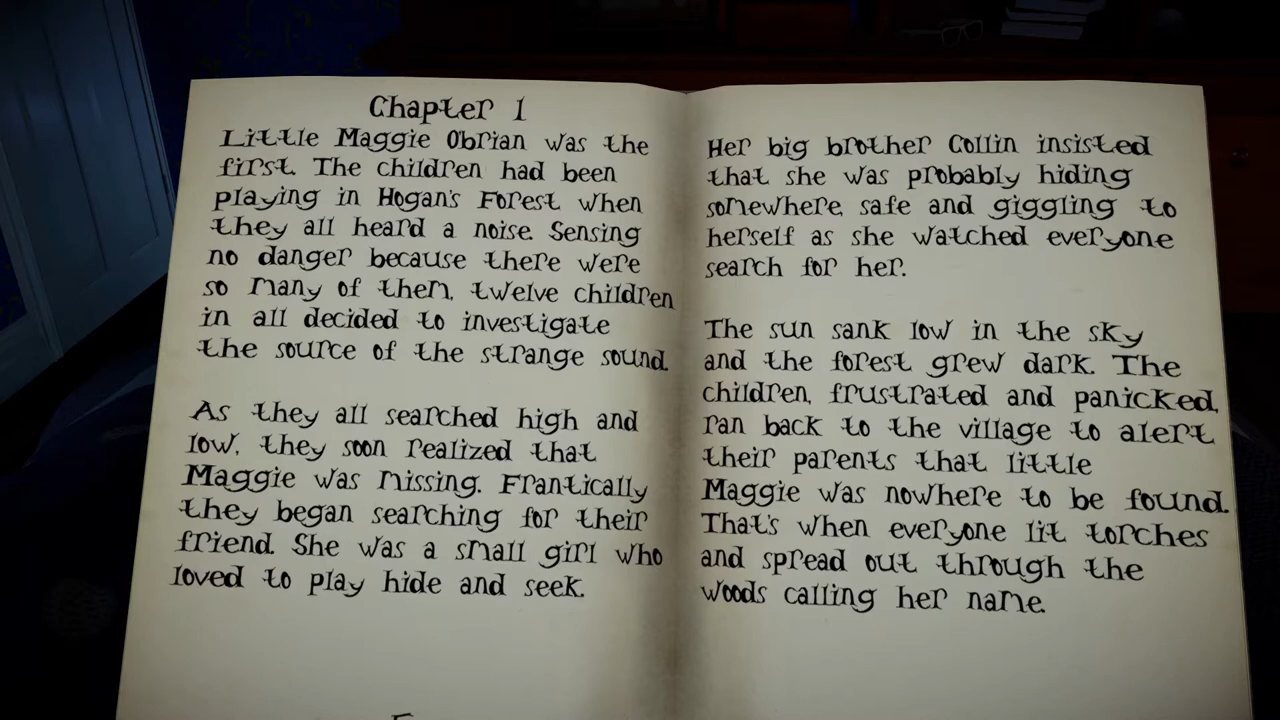 Chapter 1
Little Maggie Obrian was the
first. The children had been
playing in Hogan's Forest when
they all heard a noise. Sensing
no danger because there were
so many of them, twelve children
in all decided to investigate
the source of the strange sound.
As they all searched high and
low, they soon realized that
Maggie was missing. Frantically
they began searching for their
friend. She was a small girl who
loved to play hide and seek.
Her big brother Collin insisted
that she was probably hiding
somewhere, safe and giggling to
herself as she watched everyone
search for her.
The sun sank low in the sky
and the forest grew dark. The
children, frustrated and panicked,
ran back to the village to alert
their parents that little
Maggie was nowhere to be found.
That's when everyone lit torches
and spread out through the
woods calling her name.